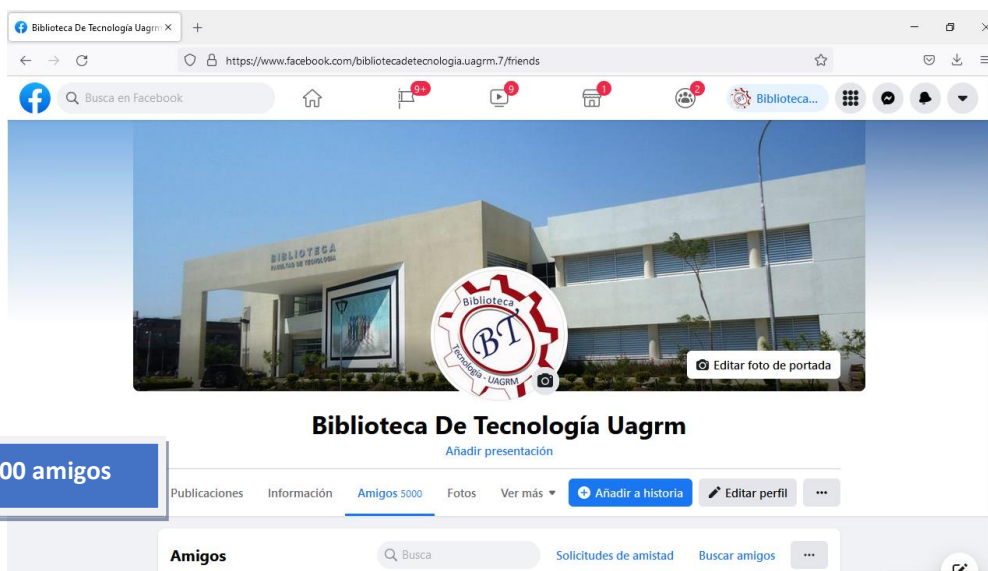 Biblioteca De Tecnología Uagrm
https://www.facebook.com/bibliotecadetecnologia.uagrm.7/friends
Busca en Facebook
9+
9
1
2
Biblioteca...
BIBLIOTECA
FACULTAD DE TECNOLOGÍA
Biblioteca
BT
Tecnología - UAGRM
Editar foto de portada
Biblioteca De Tecnología Uagrm
Añadir presentación
00 amigos
Publicaciones Información Amigos 5000 Fotos Ver más Añadir a historia Editar perfil
Amigos Busca Solicitudes de amistad Buscar amigos